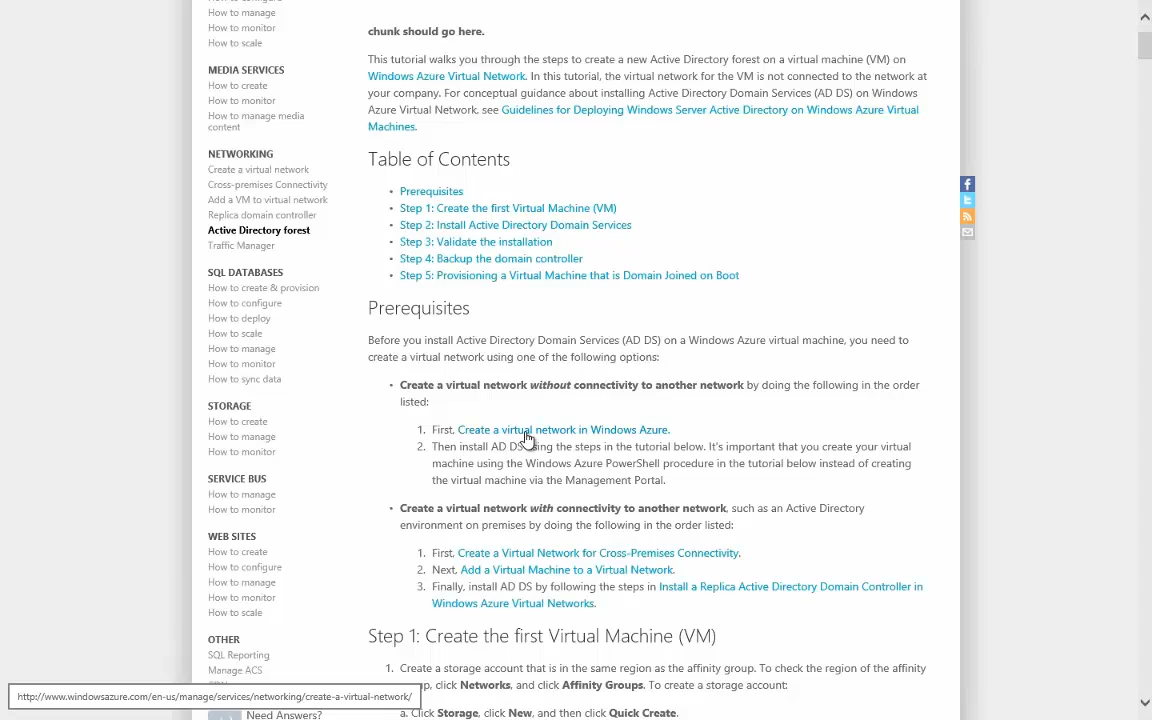 How to configure
How to manage
How to monitor
How to scale
MEDIA SERVICES
How to create
How to monitor
How to manage media
content
NETWORKING
Create a virtual network
Cross-premises Connectivity
Add a VM to virtual network
Replica domain controller
Active Directory forest
Traffic Manager
SQL DATABASES
How to create & provision
How to configure
How to deploy
How to scale
How to manage
How to monitor
How to sync data
STORAGE
How to create
How to manage
How to monitor
SERVICE BUS
How to manage
How to monitor
WEB SITES
How to create
How to configure
How to manage
How to monitor
How to scale
OTHER
SQL Reporting
Manage ACS
Need Answers?
chunk should go here.
This tutorial walks you through the steps to create a new Active Directory forest on a virtual machine (VM) on
Windows Azure Virtual Network. In this tutorial, the virtual network for the VM is not connected to the network at
your company. For conceptual guidance about installing Active Directory Domain Services (AD DS) on Windows
Azure Virtual Network, see Guidelines for Deploying Windows Server Active Directory on Windows Azure Virtual
Machines.
Table of Contents
• Prerequisites
• Step 1: Create the first Virtual Machine (VM)
• Step 2: Install Active Directory Domain Services
• Step 3: Validate the installation
• Step 4: Backup the domain controller
• Step 5: Provisioning a Virtual Machine that is Domain Joined on Boot
Prerequisites
Before you install Active Directory Domain Services (AD DS) on a Windows Azure virtual machine, you need to
create a virtual network using one of the following options:
• Create a virtual network without connectivity to another network by doing the following in the order
listed:
1. First, Create a virtual network in Windows Azure.
2. Then install AD DS using the steps in the tutorial below. It's important that you create your virtual
machine using the Windows Azure PowerShell procedure in the tutorial below instead of creating
the virtual machine via the Management Portal.
• Create a virtual network with connectivity to another network, such as an Active Directory
environment on premises by doing the following in the order listed:
1. First, Create a Virtual Network for Cross-Premises Connectivity.
2. Next, Add a Virtual Machine to a Virtual Network.
3. Finally, install AD DS by following the steps in Install a Replica Active Directory Domain Controller in
Windows Azure Virtual Networks.
Step 1: Create the first Virtual Machine (VM)
1. Create a storage account that is in the same region as the affinity group. To check the region of the affinity
click Networks, and click Affinity Groups. To create a storage account:
a. Click Storage, click New, and then click Quick Create.
http://www.windowsazure.com/en-us/manage/services/networking/create-a-virtual-network/